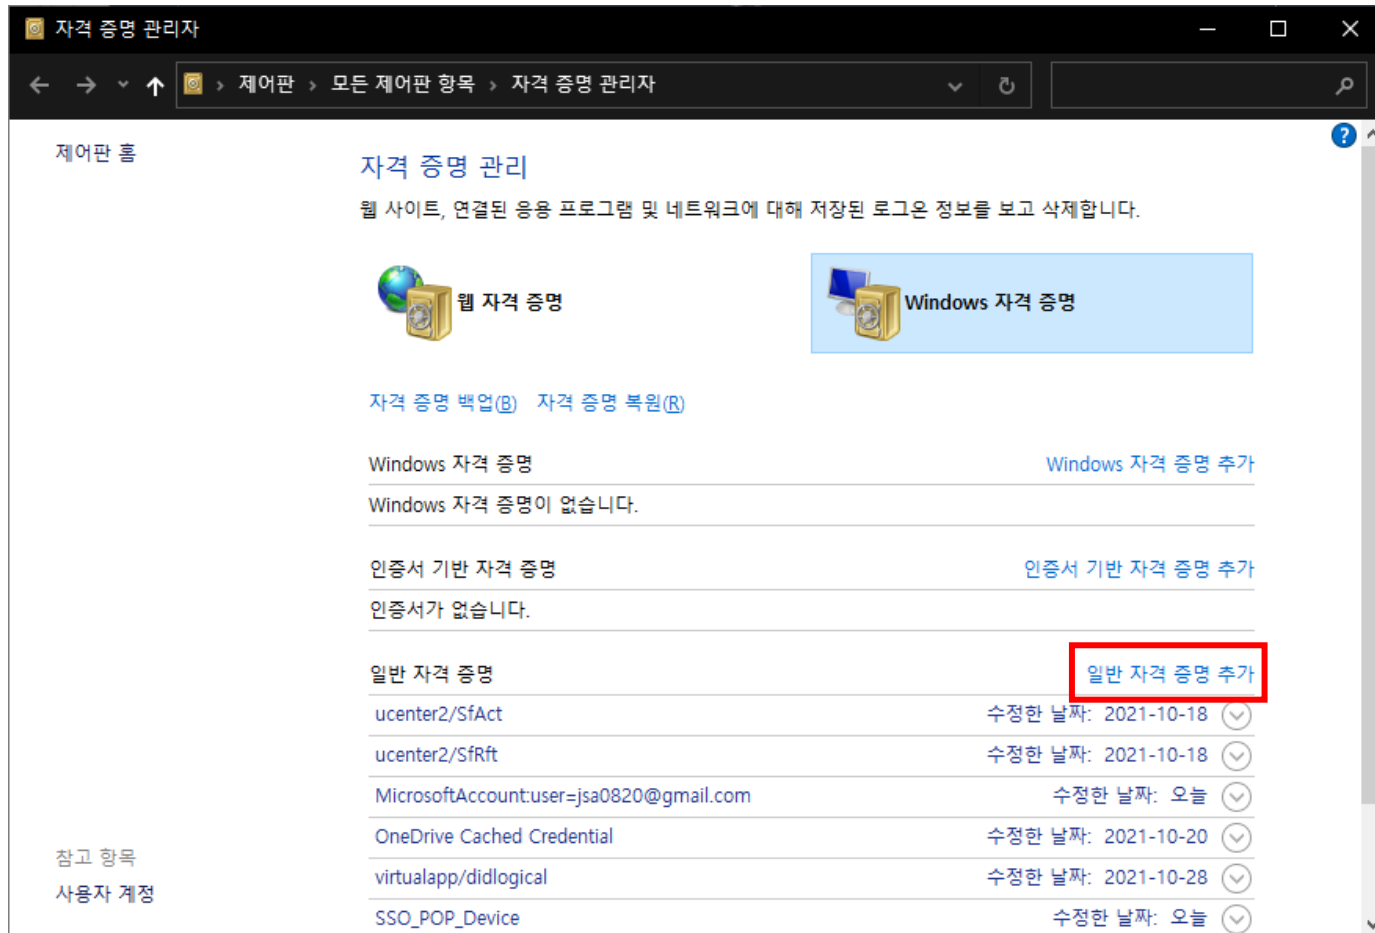 자격 증명 관리자
제어판 › 모든 제어판 항목 › 자격 증명 관리자
제어판 홈
자격 증명 관리
웹 사이트, 연결된 응용 프로그램 및 네트워크에 대해 저장된 로그온 정보를 보고 삭제합니다.
웹 자격 증명
Windows 자격 증명
자격 증명 백업(B) 자격 증명 복원(R)
Windows 자격 증명 Windows 자격 증명 추가
Windows 자격 증명이 없습니다.
인증서 기반 자격 증명 인증서 기반 자격 증명 추가
인증서가 없습니다.
일반 자격 증명 일반 자격 증명 추가
ucenter2/SfAct 수정한 날짜: 2021-10-18
ucenter2/SfRft 수정한 날짜: 2021-10-18
MicrosoftAccount:user=jsa0820@gmail.com 수정한 날짜: 오늘
OneDrive Cached Credential 수정한 날짜: 2021-10-20
virtualapp/didlogical 수정한 날짜: 2021-10-28
SSO_POP_Device 수정한 날짜: 오늘
참고 항목
사용자 계정